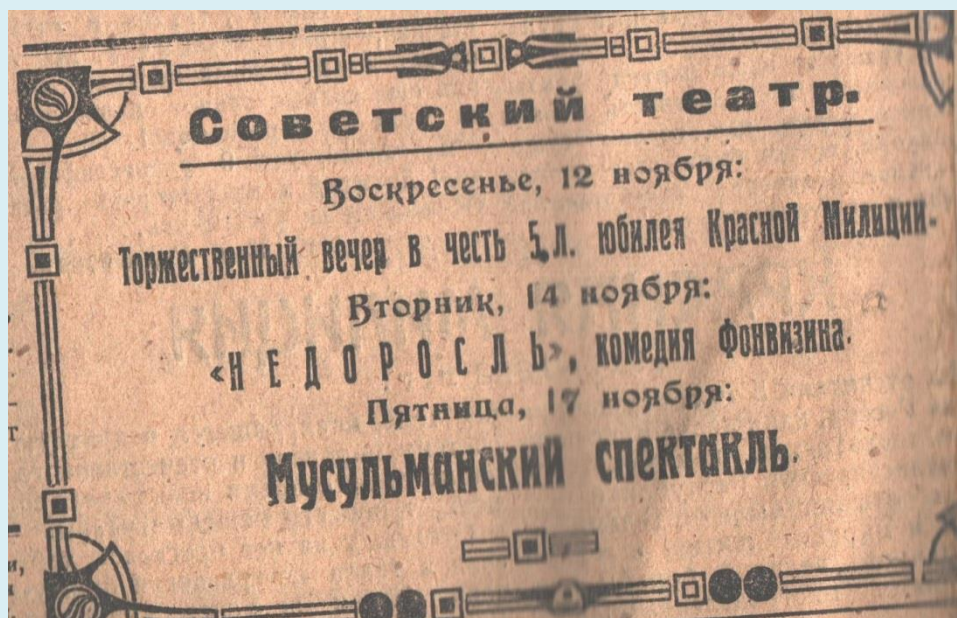 Советский театр.
Воскресенье, 12 ноября:
Торжественный вечер в честь 5 л. юбилея Красной Милиции.
Вторник, 14 ноября:
«НЕДОРОСЛЬ», комедия Фонвизина.
Пятница, 17 ноября:
Мусульманский спектакль.